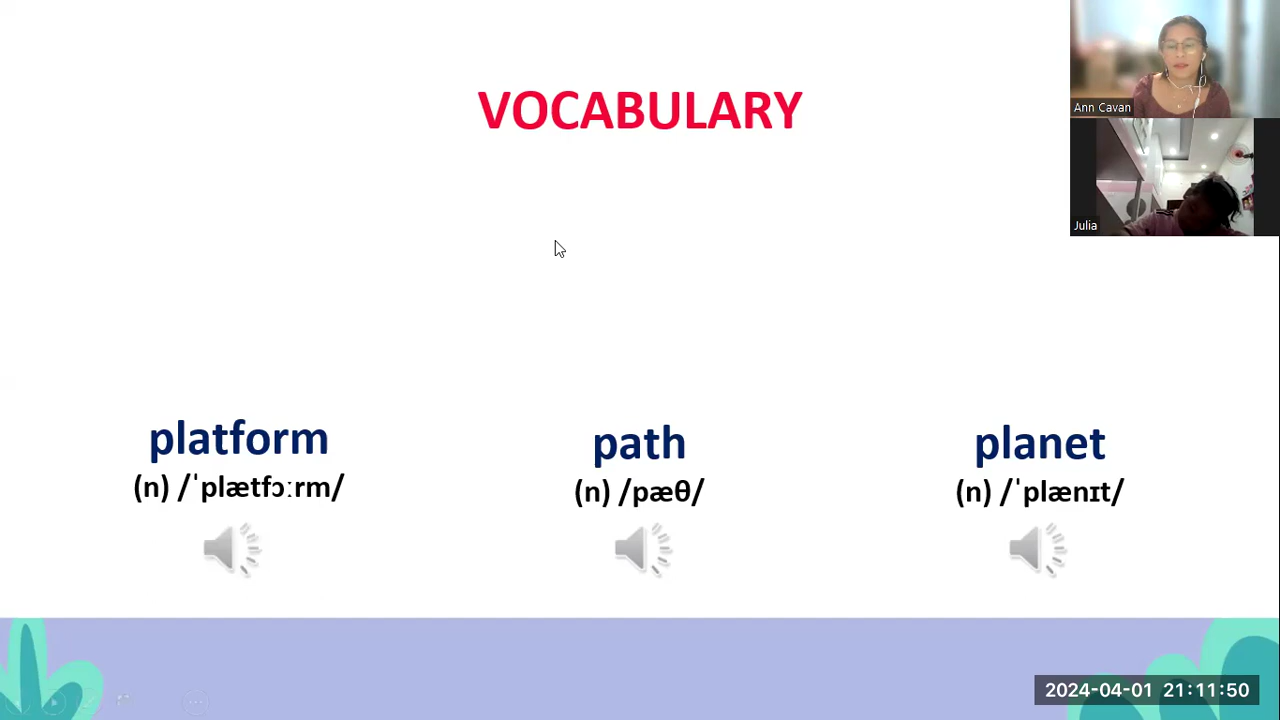 VOCABULARY
Ann Cavan
Julia
platform
(n) /ˈplætfɔːrm/
path
(n) /pæθ/
planet
(n) /ˈplænɪt/
2024-04-01 21:11:50